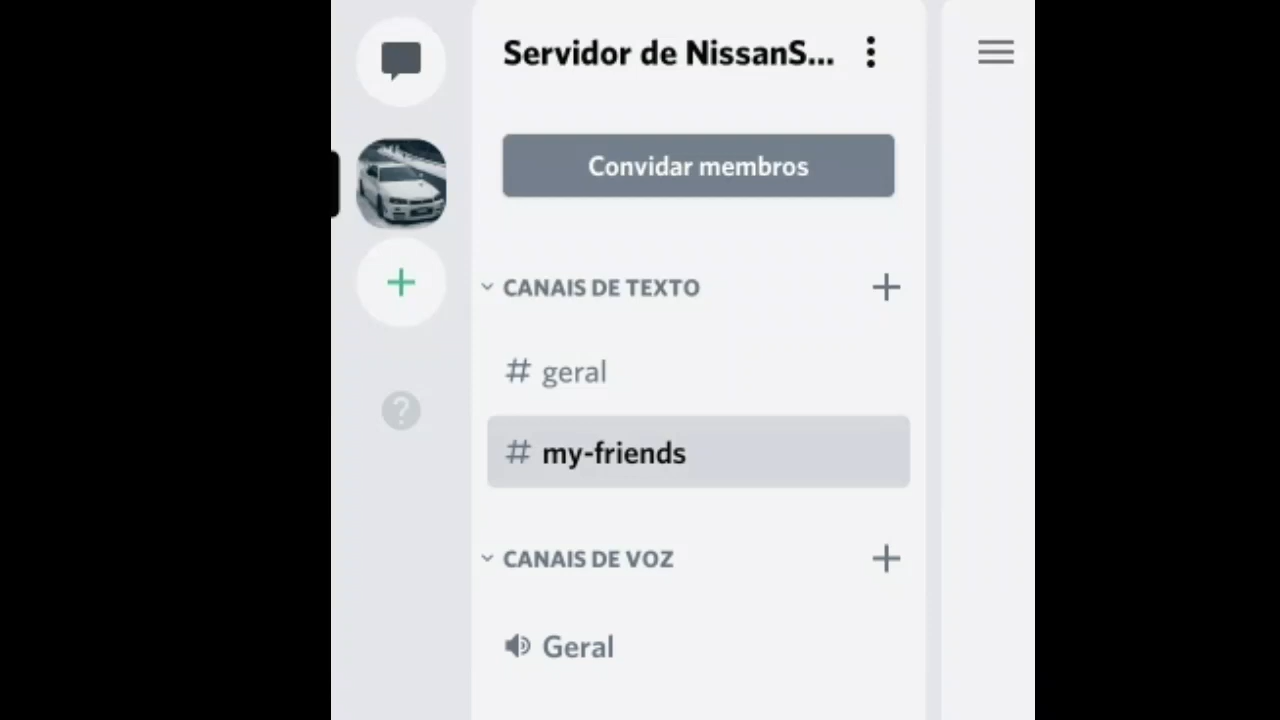 Servidor de NissanS...
Convidar membros
CANAIS DE TEXTO
# geral
# my-friends
CANAIS DE VOZ
Geral